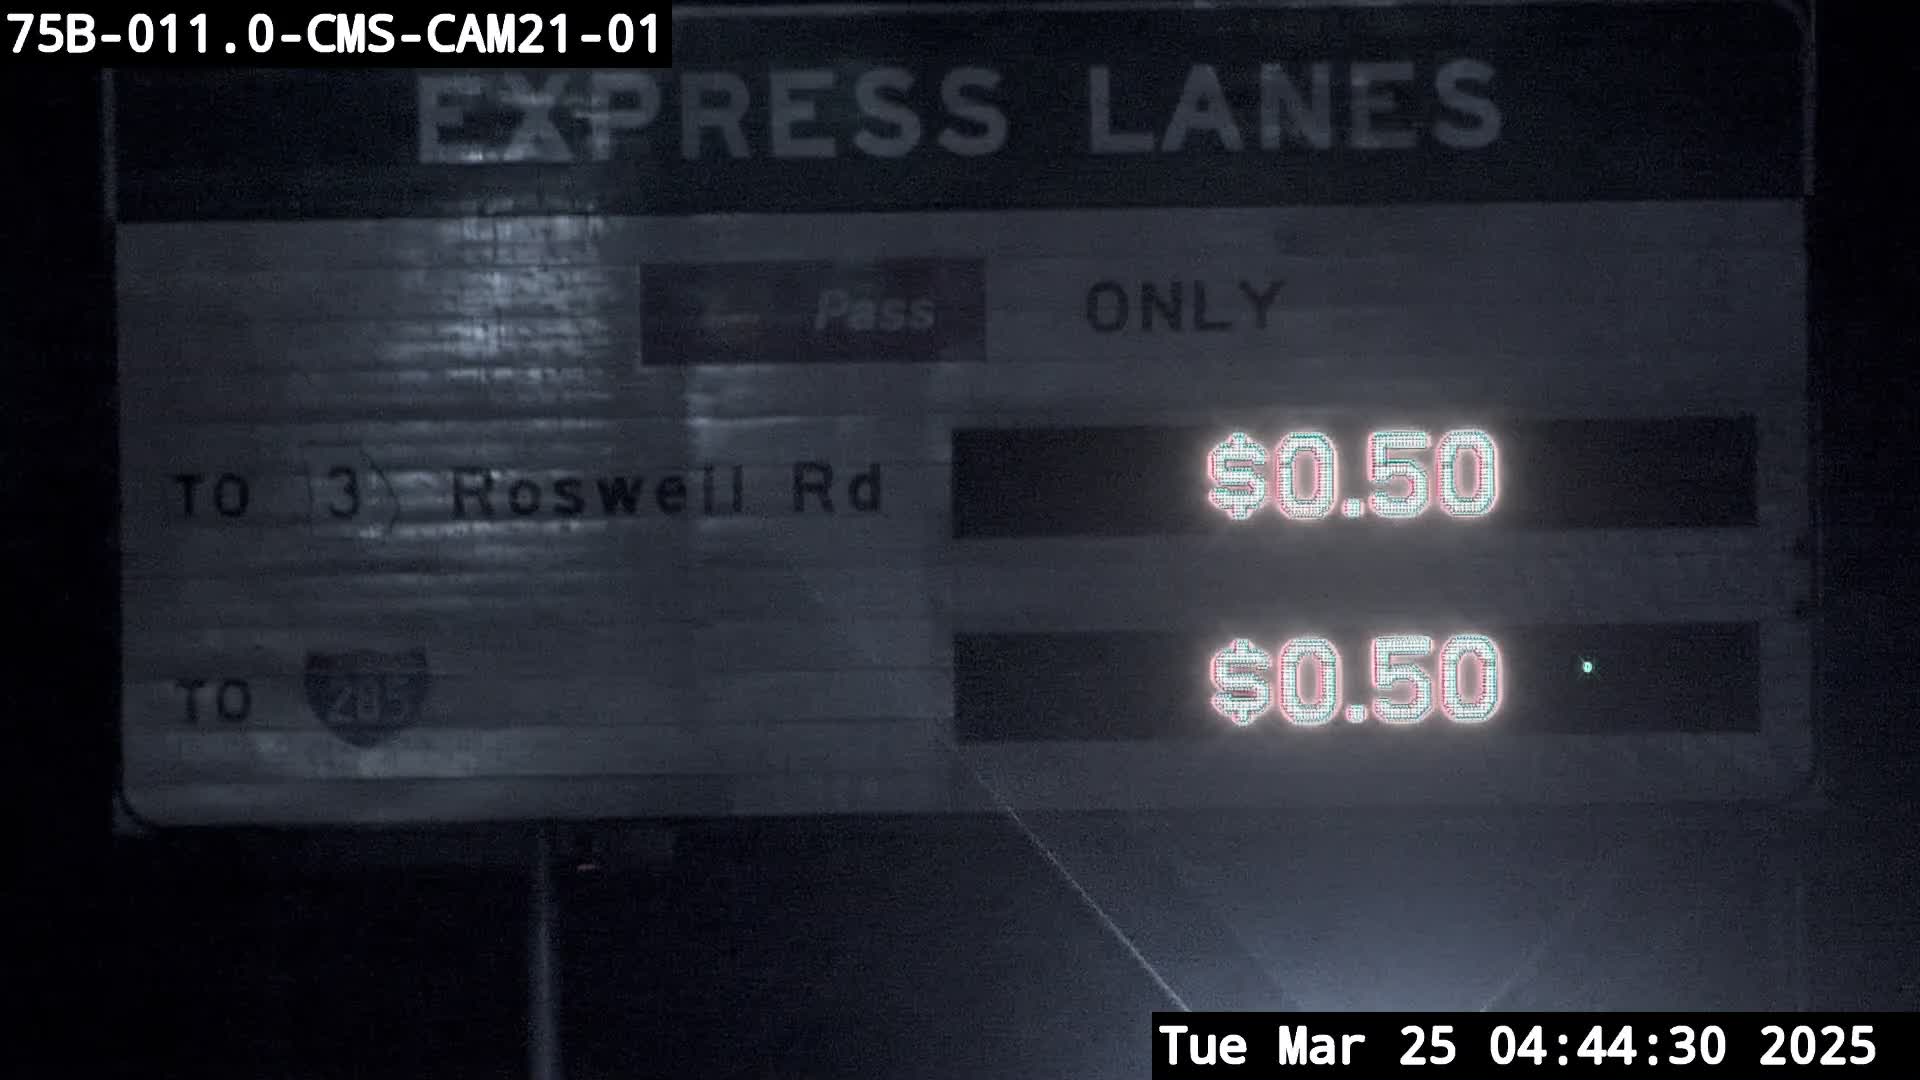 75B-011.0-CMS-CAM21-01
EXPRESS LANES
Pass ONLY
TO 3 Roswell Rd $0.50
TO 285 $0.50
Tue Mar 25 04:44:30 2025